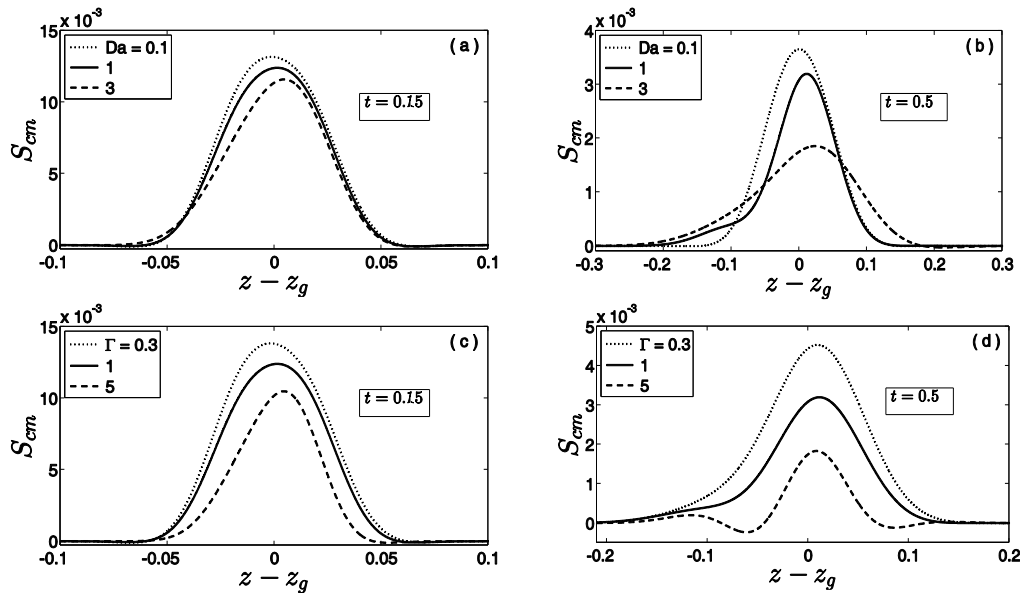 x 10⁻³
15
10
5
0
Da = 0.1
1
3
(a)
t = 0.15
S_cm
-0.1
-0.05
0
0.05
0.1
z − z_g
x 10⁻³
5
4
3
2
1
0
Da = 0.1
1
3
(b)
t = 0.5
S_cm
-0.3
-0.2
-0.1
0
0.1
0.2
0.3
z − z_g
x 10⁻³
15
10
5
0
Γ = 0.3
1
5
(c)
t = 0.15
S_cm
-0.1
-0.05
0
0.05
0.1
z − z_g
x 10⁻³
5
4
3
2
1
0
Γ = 0.3
1
5
(d)
t = 0.5
S_cm
-0.2
-0.1
0
0.1
0.2
z − z_g